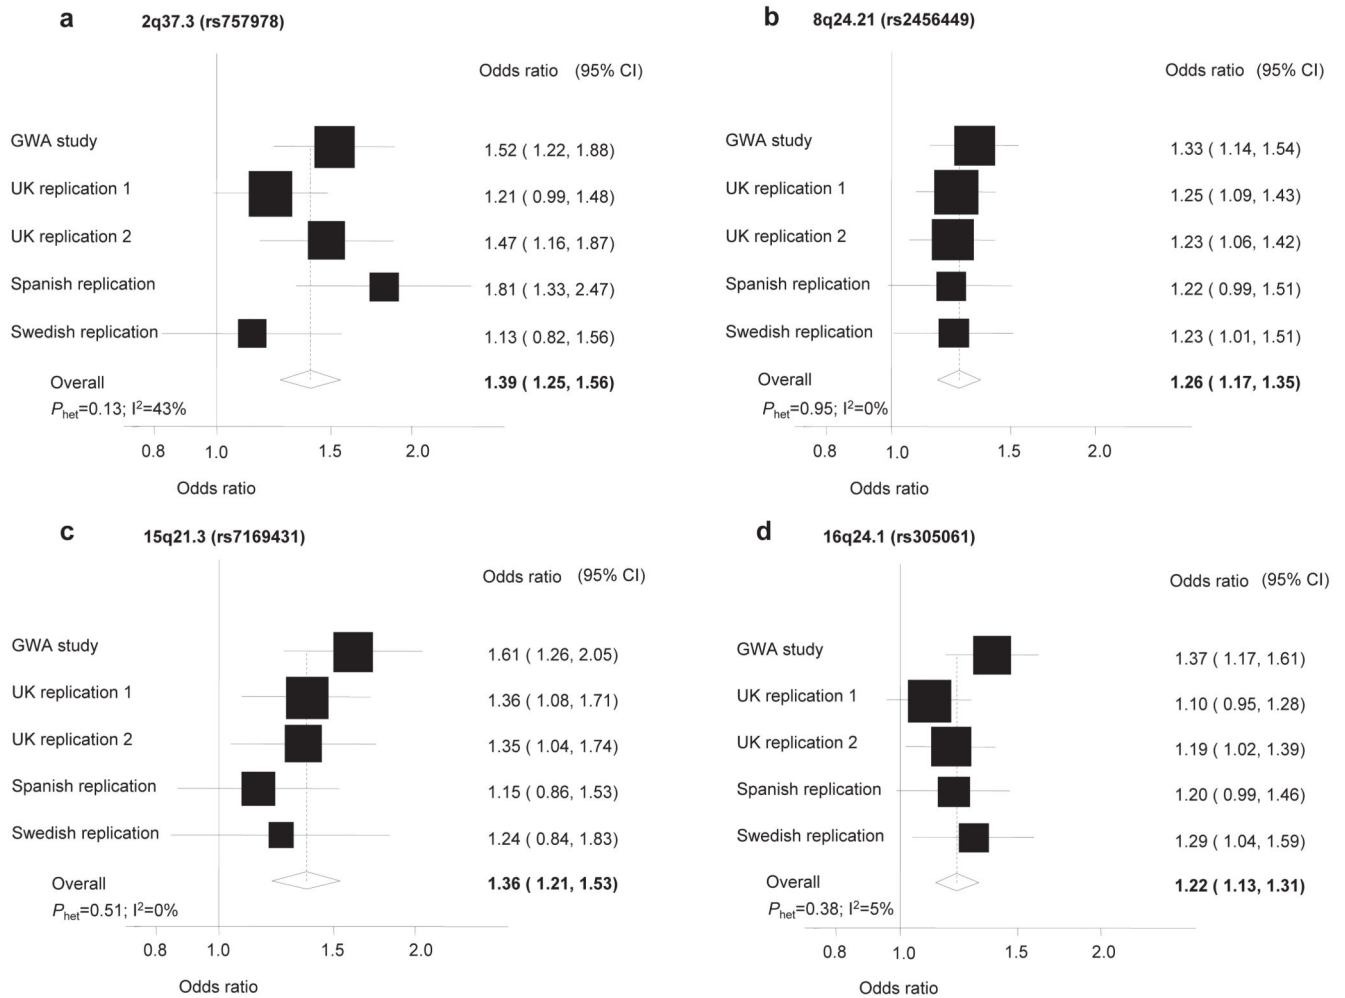 a 2q37.3 (rs757978)
Odds ratio (95% CI)
GWA study 1.52 ( 1.22, 1.88)
UK replication 1 1.21 ( 0.99, 1.48)
UK replication 2 1.47 ( 1.16, 1.87)
Spanish replication 1.81 ( 1.33, 2.47)
Swedish replication 1.13 ( 0.82, 1.56)
Overall 1.39 ( 1.25, 1.56)
Phet=0.13; I²=43%
0.8 1.0 1.5 2.0
Odds ratio
b 8q24.21 (rs2456449)
Odds ratio (95% CI)
GWA study 1.33 ( 1.14, 1.54)
UK replication 1 1.25 ( 1.09, 1.43)
UK replication 2 1.23 ( 1.06, 1.42)
Spanish replication 1.22 ( 0.99, 1.51)
Swedish replication 1.23 ( 1.01, 1.51)
Overall 1.26 ( 1.17, 1.35)
Phet=0.95; I²=0%
0.8 1.0 1.5 2.0
Odds ratio
c 15q21.3 (rs7169431)
Odds ratio (95% CI)
GWA study 1.61 ( 1.26, 2.05)
UK replication 1 1.36 ( 1.08, 1.71)
UK replication 2 1.35 ( 1.04, 1.74)
Spanish replication 1.15 ( 0.86, 1.53)
Swedish replication 1.24 ( 0.84, 1.83)
Overall 1.36 ( 1.21, 1.53)
Phet=0.51; I²=0%
0.8 1.0 1.5 2.0
Odds ratio
d 16q24.1 (rs305061)
Odds ratio (95% CI)
GWA study 1.37 ( 1.17, 1.61)
UK replication 1 1.10 ( 0.95, 1.28)
UK replication 2 1.19 ( 1.02, 1.39)
Spanish replication 1.20 ( 0.99, 1.46)
Swedish replication 1.29 ( 1.04, 1.59)
Overall 1.22 ( 1.13, 1.31)
Phet=0.38; I²=5%
0.8 1.0 1.5 2.0
Odds ratio